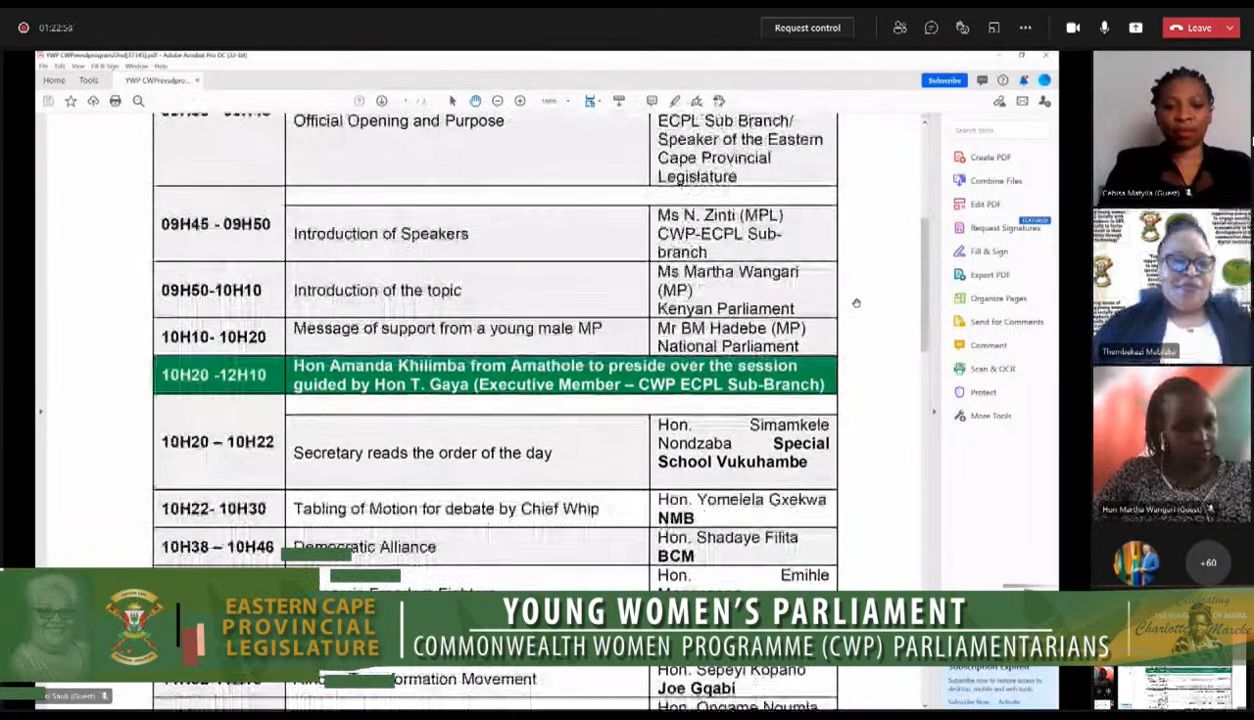 01:22:58
Request control
Leave
Home Tools
Subscribe
Official Opening and Purpose
ECPL Sub Branch/
Speaker of the Eastern
Cape Provincial
Legislature
09H45 - 09H50
Introduction of Speakers
Ms N. Zinti (MPL)
CWP-ECPL Sub-
branch
09H50-10H10
Introduction of the topic
Ms Martha Wangari
(MP)
Kenyan Parliament
10H10- 10H20
Message of support from a young male MP
Mr BM Hadebe (MP)
National Parliament
10H20 -12H10
Hon Amanda Khilimba from Amathole to preside over the session
guided by Hon T. Gaya (Executive Member – CWP ECPL Sub-Branch)
10H20 – 10H22
Secretary reads the order of the day
Hon. Simamkele
Nondzaba Special
School Vukuhambe
10H22- 10H30
Tabling of Motion for debate by Chief Whip
Hon. Yomelela Gxekwa
NMB
10H38 – 10H46
Democratic Alliance
Hon. Shadaye Filita
BCM
Hon. Emihle
Hon. Sepeyi Kopano
Joe Gqabi
Search tools
Create PDF
Combine Files
Edit PDF
Request Signatures
Fill & Sign
Export PDF
Organize Pages
Send for Comments
Comment
Scan & OCR
Protect
More Tools
Thembakazi Mablaka
Hon Martha Wangari (Guest)
+60
EASTERN CAPE
PROVINCIAL
LEGISLATURE
YOUNG WOMEN'S PARLIAMENT
COMMONWEALTH WOMEN PROGRAMME (CWP) PARLIAMENTARIANS